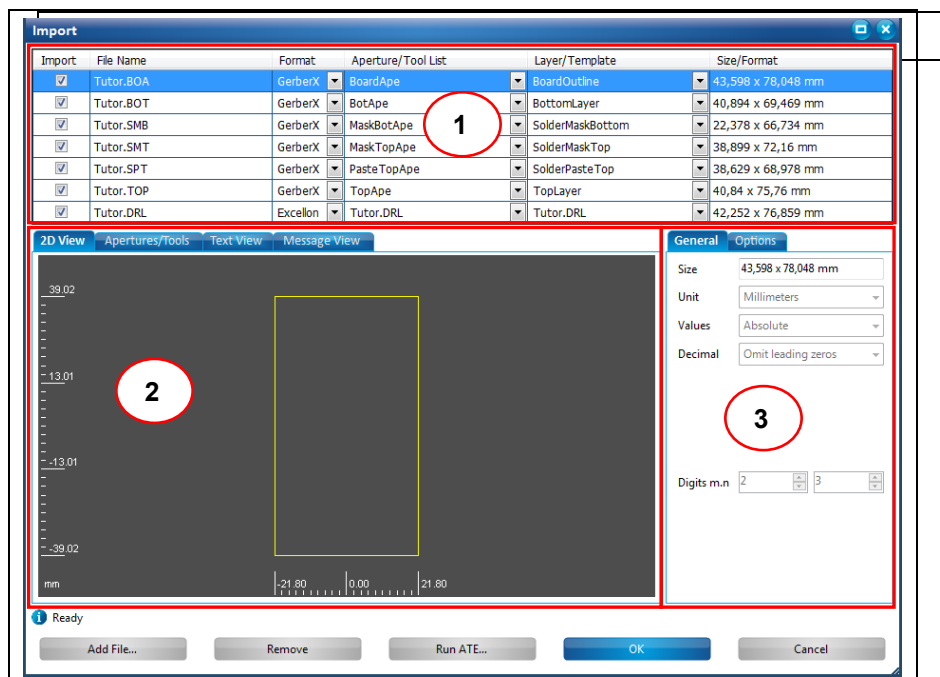 Import
Import File Name Format Aperture/Tool List Layer/Template Size/Format
Tutor.BOA GerberX BoardApe BoardOutline 43,598 x 78,048 mm
Tutor.BOT GerberX BotApe BottomLayer 40,894 x 69,469 mm
Tutor.SMB GerberX MaskBotApe SolderMaskBottom 22,378 x 66,734 mm
Tutor.SMT GerberX MaskTopApe SolderMaskTop 38,899 x 72,16 mm
Tutor.SPT GerberX PasteTopApe SolderPasteTop 38,629 x 68,978 mm
Tutor.TOP GerberX TopApe TopLayer 40,84 x 75,76 mm
Tutor.DRL Excellon Tutor.DRL Tutor.DRL 42,252 x 76,859 mm
1
2D View Apertures/Tools Text View Message View
39.02
13.01
-13.01
-39.02
mm -21.80 0.00 21.80
2
General Options
Size 43,598 x 78,048 mm
Unit Millimeters
Values Absolute
Decimal Omit leading zeros
3
Digits m.n 2 3
Ready
Add File... Remove Run ATE... OK Cancel